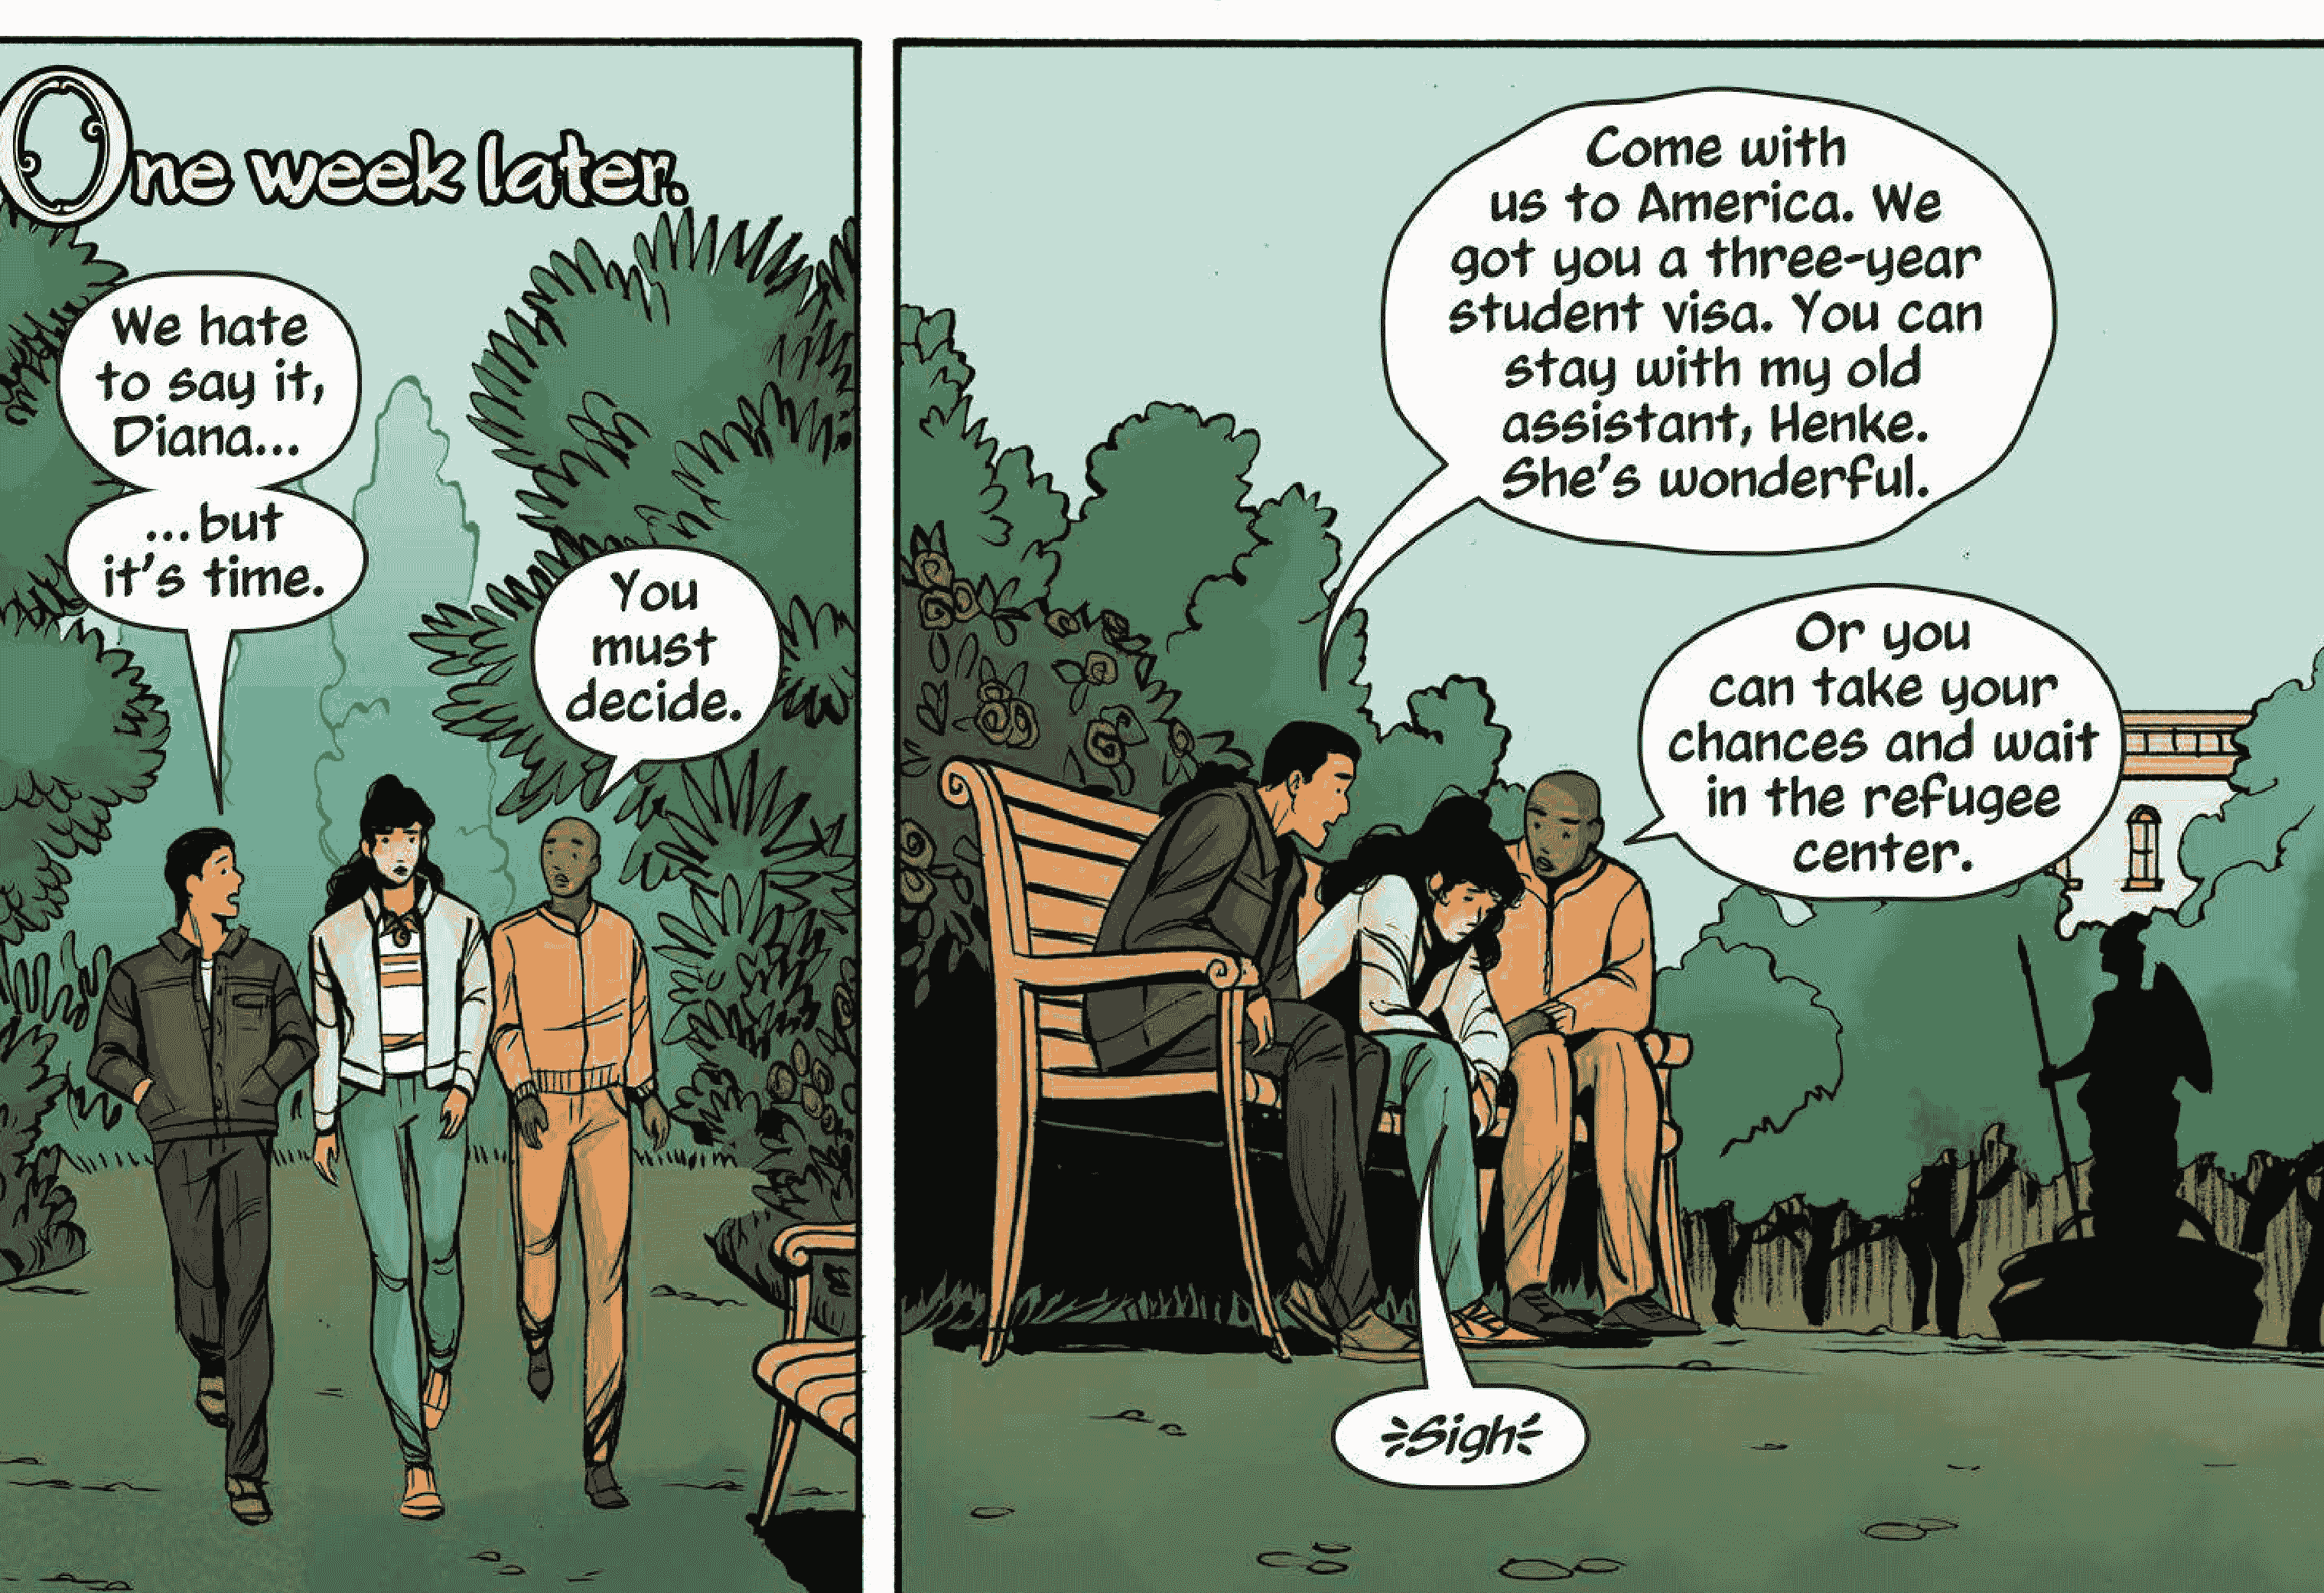 One week later.
We hate
to say it,
Diana...
...but
it's time.
You
must
decide.
Come with
us to America. We
got you a three-year
student visa. You can
stay with my old
assistant, Henke.
She's wonderful.
Or you
can take your
chances and wait
in the refugee
center.
Sigh